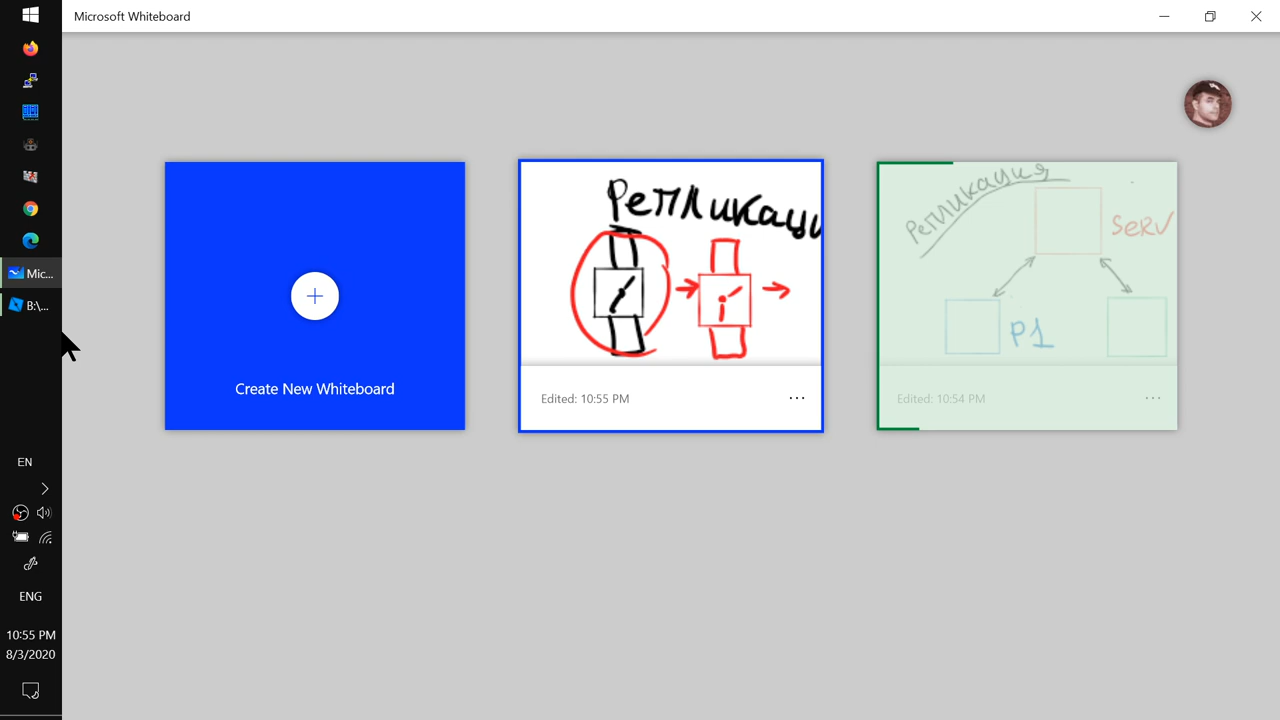 Microsoft Whiteboard
Mic...
B:\...
EN
ENG
10:55 PM
8/3/2020
Create New Whiteboard
Репликаци
Edited: 10:55 PM
Репликация
Serv
P1
Edited: 10:54 PM